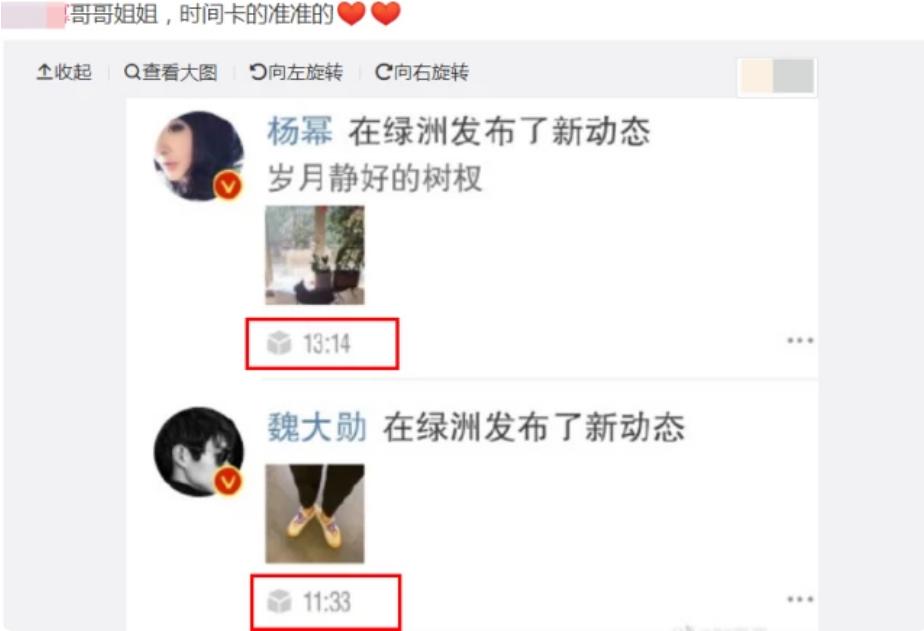 哥哥姐姐，时间卡的准准的
收起 查看大图 向左旋转 向右旋转
杨幂 在绿洲发布了新动态
岁月静好的树杈
13:14
魏大勋 在绿洲发布了新动态
11:33